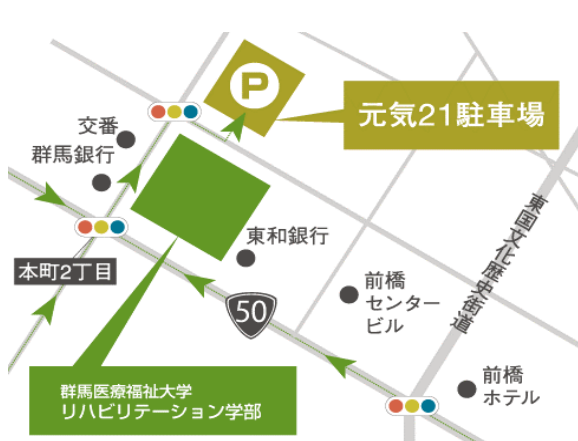 P
元気21駐車場
交番
群馬銀行
東和銀行
本町2丁目
50
前橋
センター
ビル
東国文化歴史街道
前橋
ホテル
群馬医療福祉大学
リハビリテーション学部